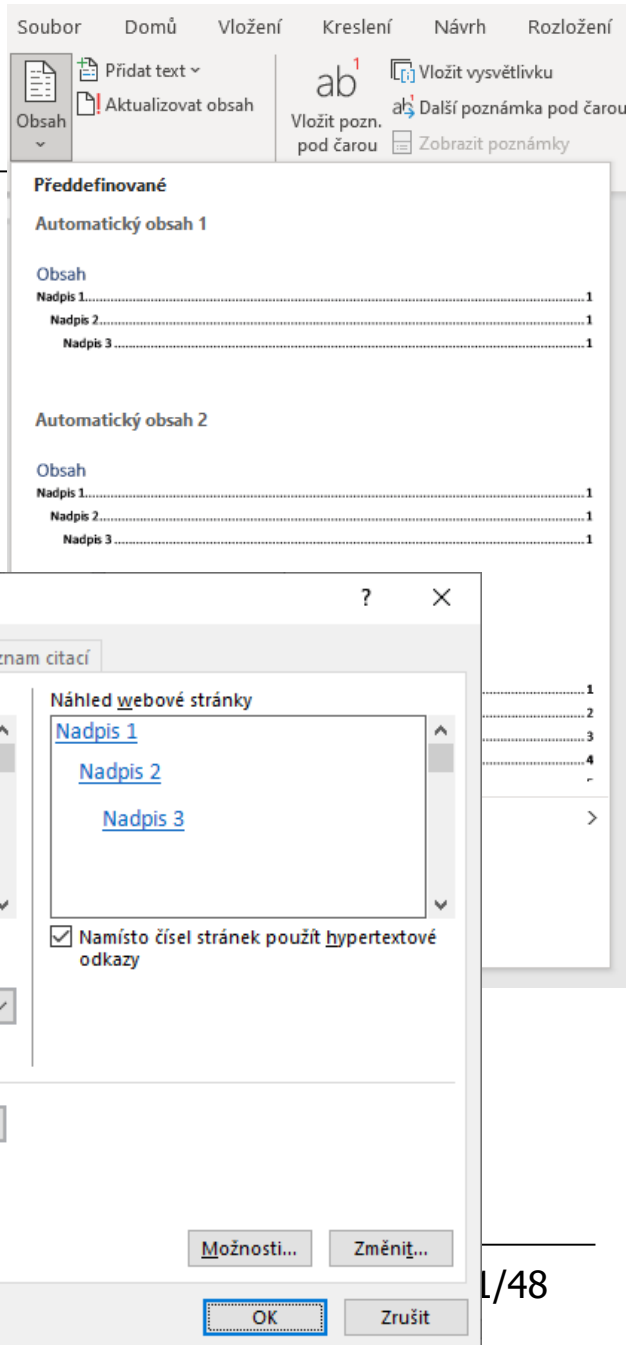 Soubor Domů Vložení Kreslení Návrh Rozložení
Přidat text
Aktualizovat obsah
Obsah
ab1
Vložit pozn.
pod čarou
Vložit vysvětlivku
Další poznámka pod čarou
Zobrazit poznámky
Předdefinované
Automatický obsah 1
Obsah
Nadpis 1 1
Nadpis 2 1
Nadpis 3 1
Automatický obsah 2
Obsah
Nadpis 1 1
Nadpis 2 1
Nadpis 3 1
1
2
3
4
?
znam citací
Náhled webové stránky
Nadpis 1
Nadpis 2
Nadpis 3
Namísto čísel stránek použít hypertextové
odkazy
Možnosti... Změnit...
OK Zrušit
1/48